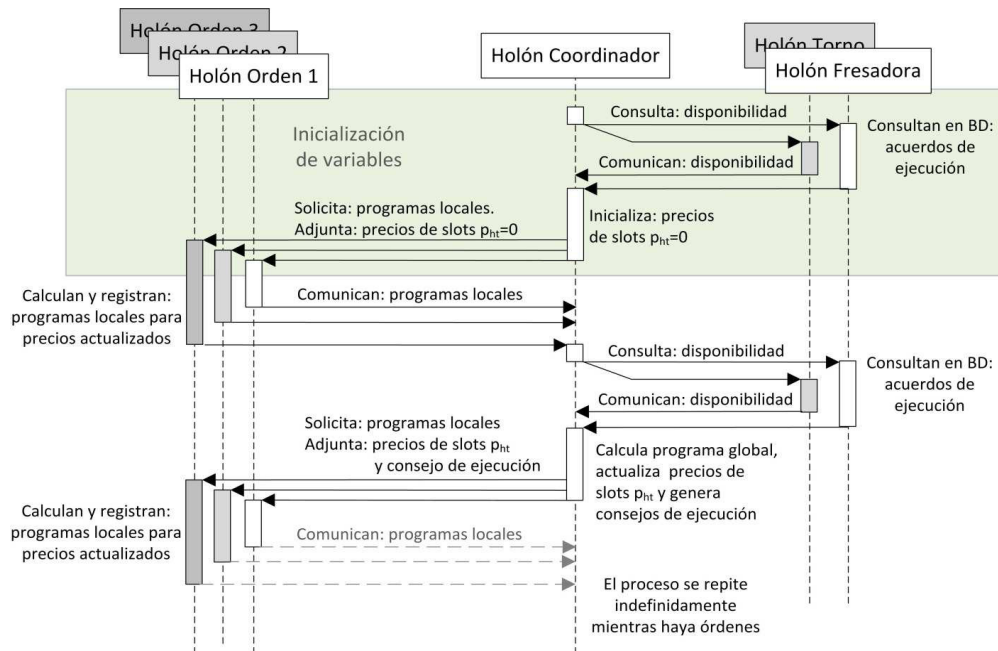 Holón Orden 3
Holón Orden 2
Holón Orden 1
Holón Coordinador
Holón Torno
Holón Fresadora
Inicialización
de variables
Consulta: disponibilidad
Consultan en BD:
acuerdos de
ejecución
Comunican: disponibilidad
Solicita: programas locales.
Adjunta: precios de slots pht=0
Inicializa: precios
de slots pht=0
Calculan y registran:
programas locales para
precios actualizados
Comunican: programas locales
Consulta: disponibilidad
Consultan en BD:
acuerdos de
ejecución
Comunican: disponibilidad
Solicita: programas locales
Adjunta: precios de slots pht
y consejo de ejecución
Calcula programa global,
actualiza precios de
slots pht y genera
consejos de ejecución
Calculan y registran:
programas locales para
precios actualizados
Comunican: programas locales
El proceso se repite
indefinidamente
mientras haya órdenes